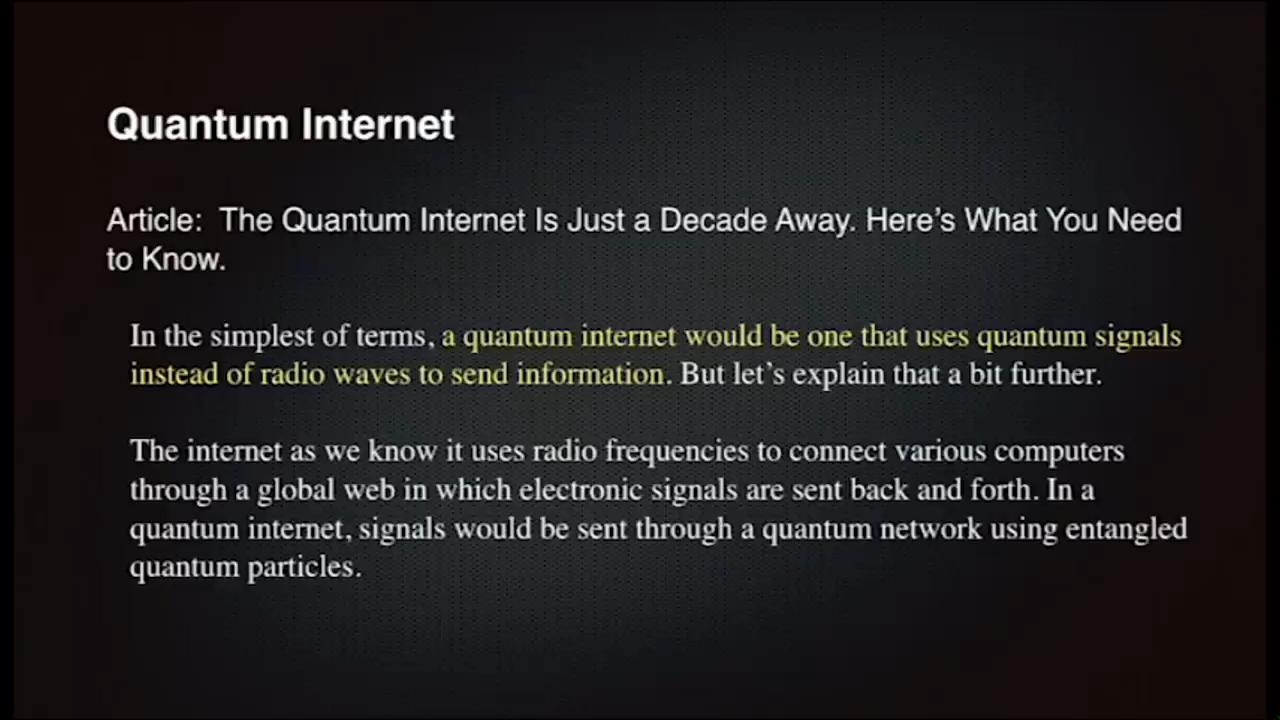 Quantum Internet
Article:  The Quantum Internet Is Just a Decade Away. Here’s What You Need
to Know.
In the simplest of terms, a quantum internet would be one that uses quantum signals
instead of radio waves to send information. But let’s explain that a bit further.
The internet as we know it uses radio frequencies to connect various computers
through a global web in which electronic signals are sent back and forth. In a
quantum internet, signals would be sent through a quantum network using entangled
quantum particles.